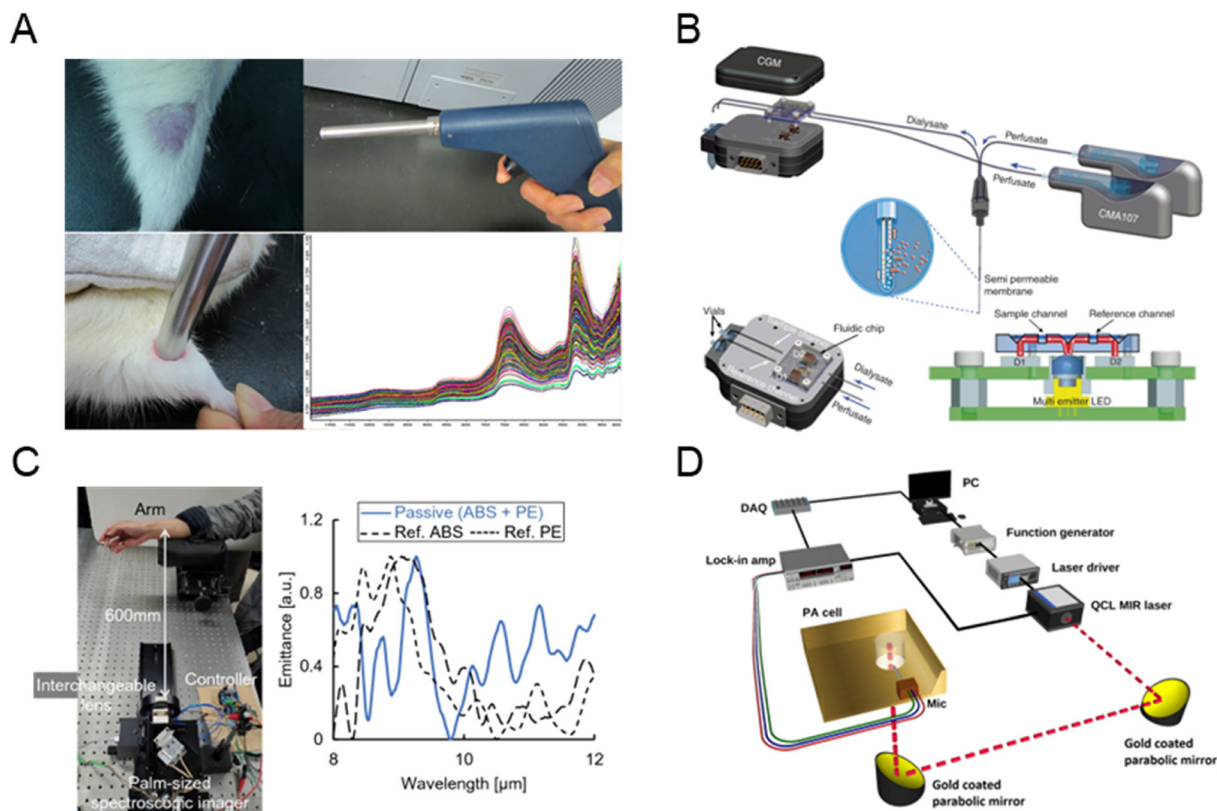 A
B
CGM
Dialysate
Perfusate
Perfusate
CMA107
Semi permeable
membrane
Vials
Fluidic chip
Dialysate
Perfusate
Sample channel
Reference channel
D1
D2
Multi emitter LED
C
Arm
600mm
Interchangeable
lens
Controller
Palm-sized
spectroscopic imager
Passive (ABS + PE)
Ref. ABS
Ref. PE
Emittance [a.u.]
1.2
0.8
0.4
0
8
10
12
Wavelength [µm]
D
PC
DAQ
Function generator
Lock-in amp
Laser driver
QCL MIR laser
PA cell
Mic
Gold coated
parabolic mirror
Gold coated
parabolic mirror